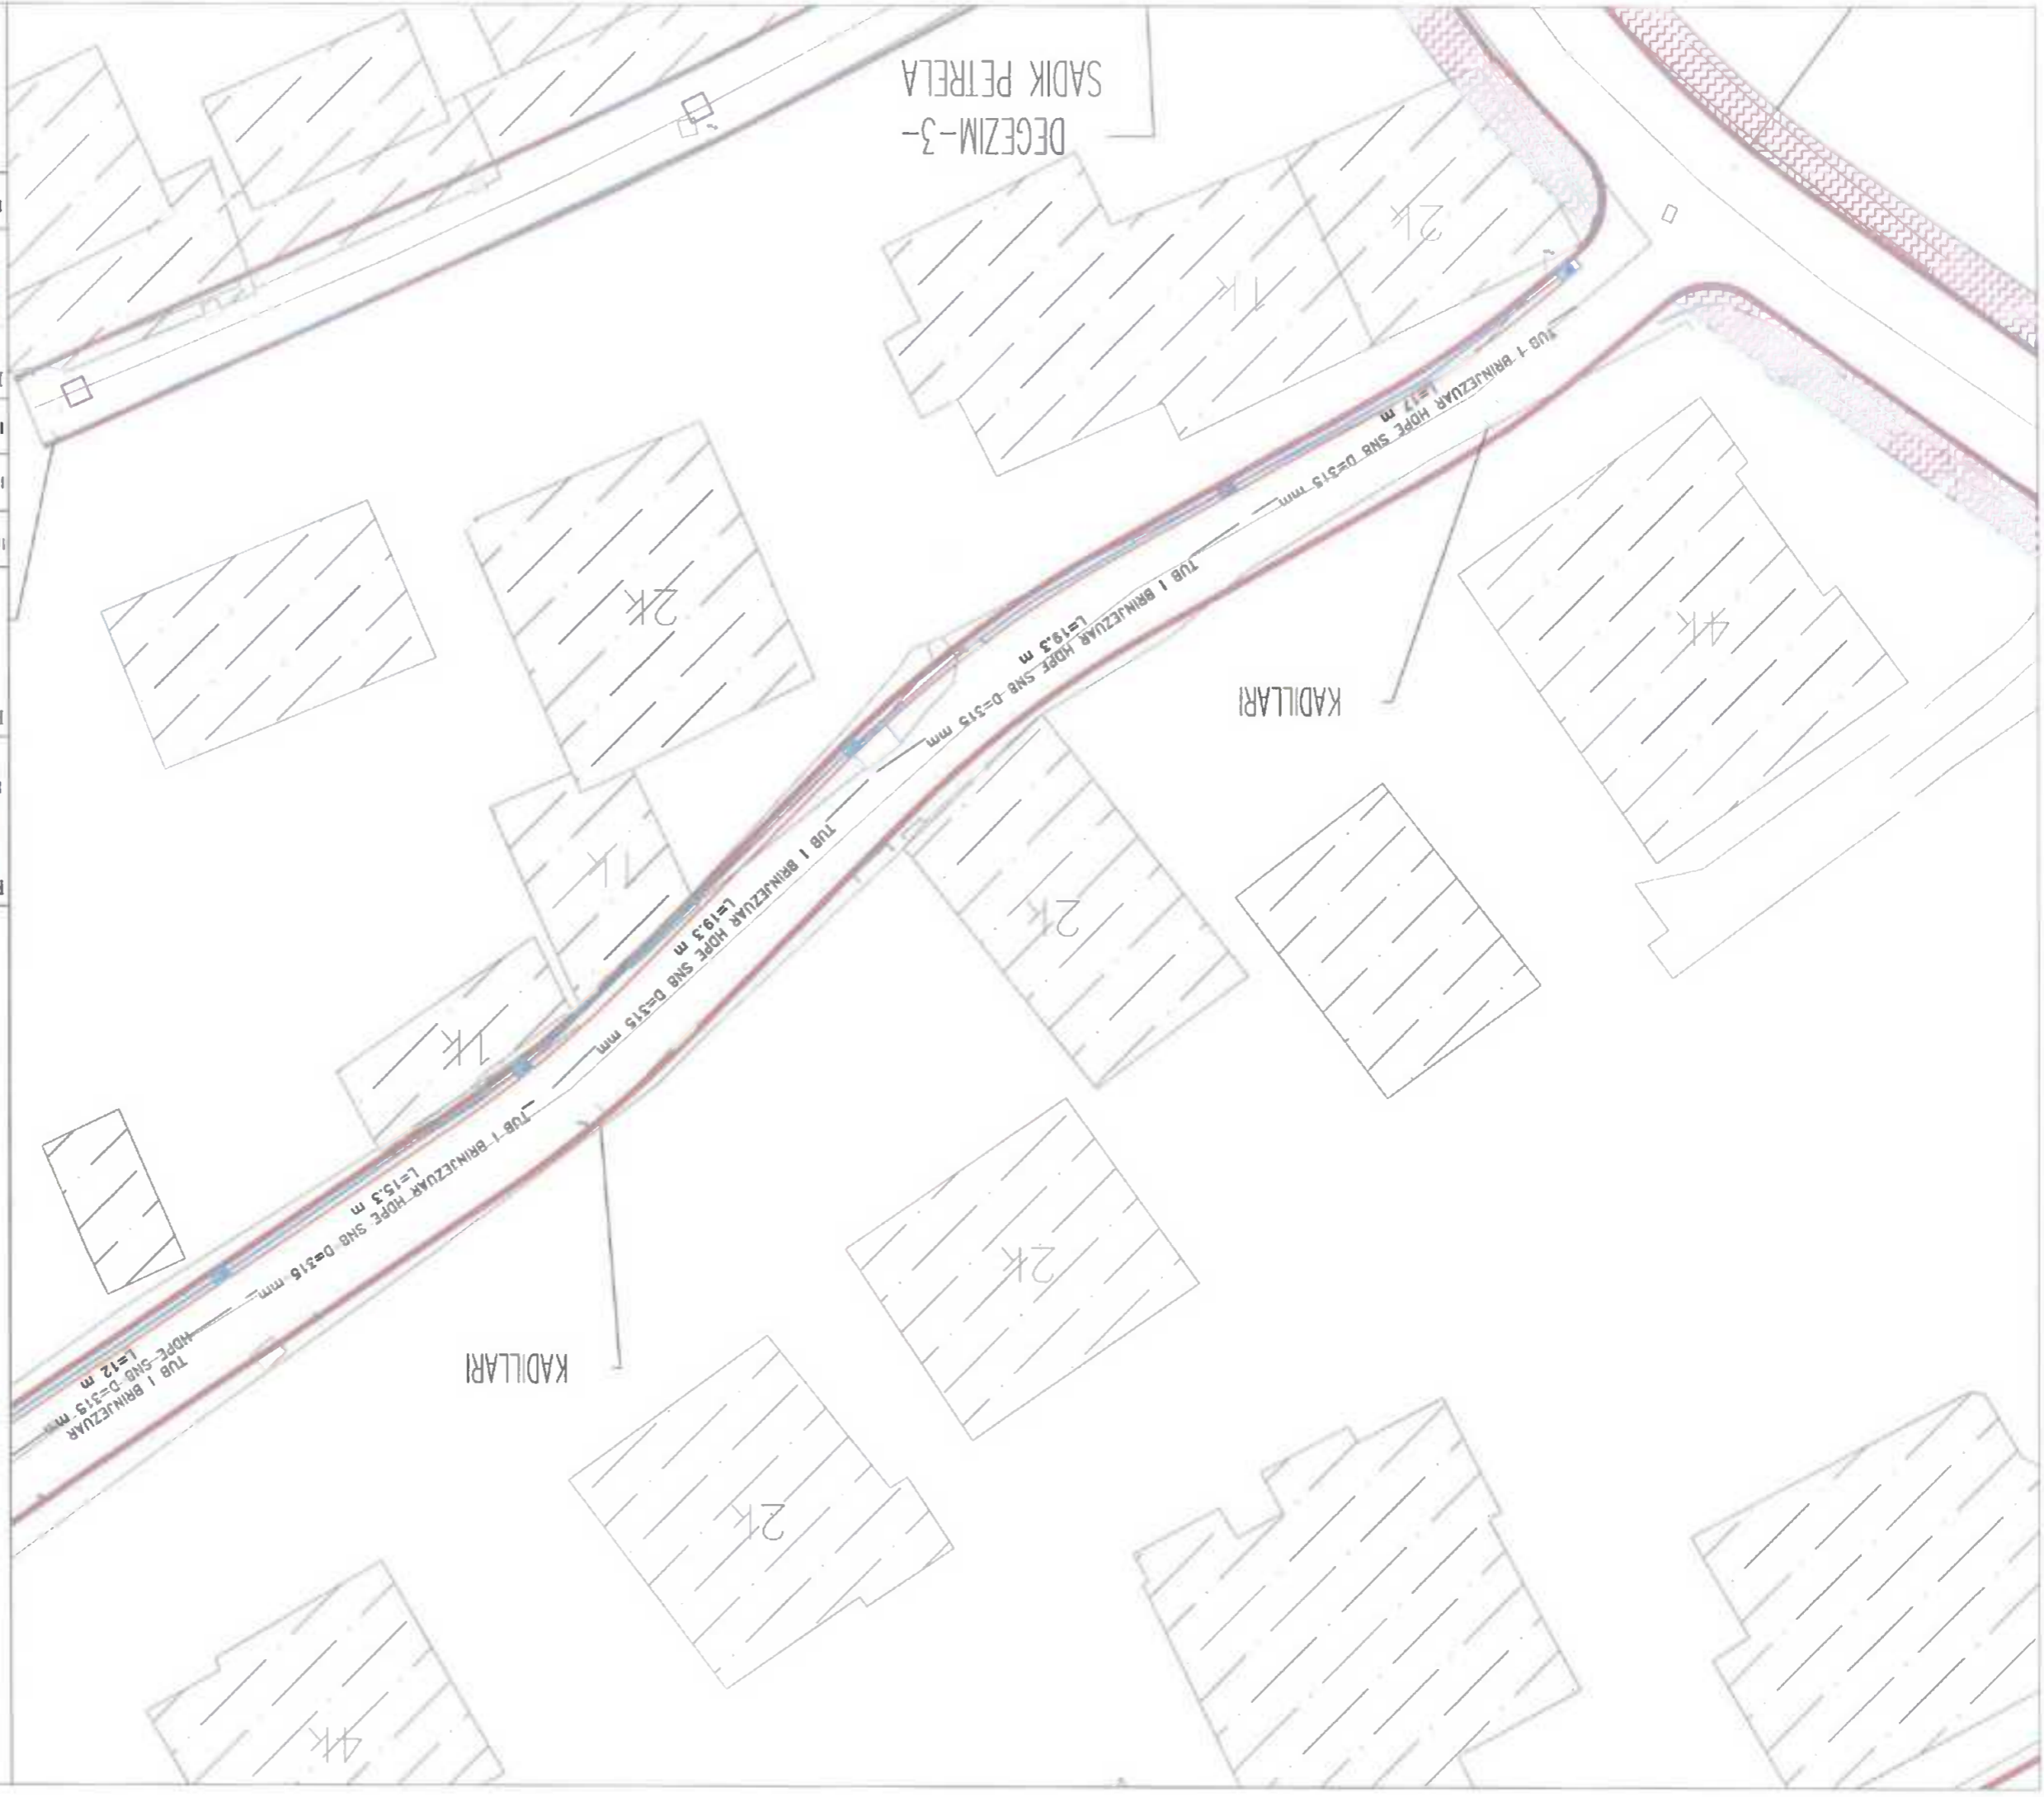 4k
2k
KADILLARI
TUB I BRINJEZUAR
HDPE SN8 D=315 mm
L=12 m
2k
TUB I BRINJEZUAR HDPE SN8 D=315 mm
L=15.3 m
1k
2k
TUB I BRINJEZUAR HDPE SN8 D=315 mm
L=19.3 m
1k
KADILLARI
4k
2k
TUB I BRINJEZUAR HDPE SN8 D=315 mm
L=19.3 m
TUB I BRINJEZUAR HDPE SN8 D=315 mm
L=17 m
1k
2k
DEGEZIM-3-
SADIK PETRELA